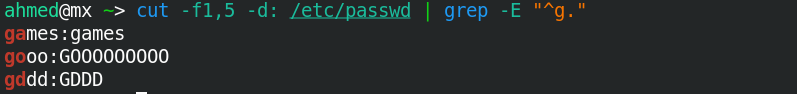 ahmed@mx ~> cut -f1,5 -d: /etc/passwd | grep -E "^g."
games:games
gooo:GOOOOOOOOO
gddd:GDDD